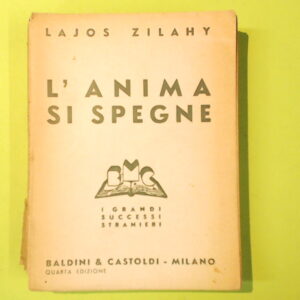 LAJOS ZILAHY
L'ANIMA
SI SPEGNE
BMC
I GRANDI
SUCCESSI
STRANIERI
BALDINI & CASTOLDI - MILANO
QUARTA EDIZIONE